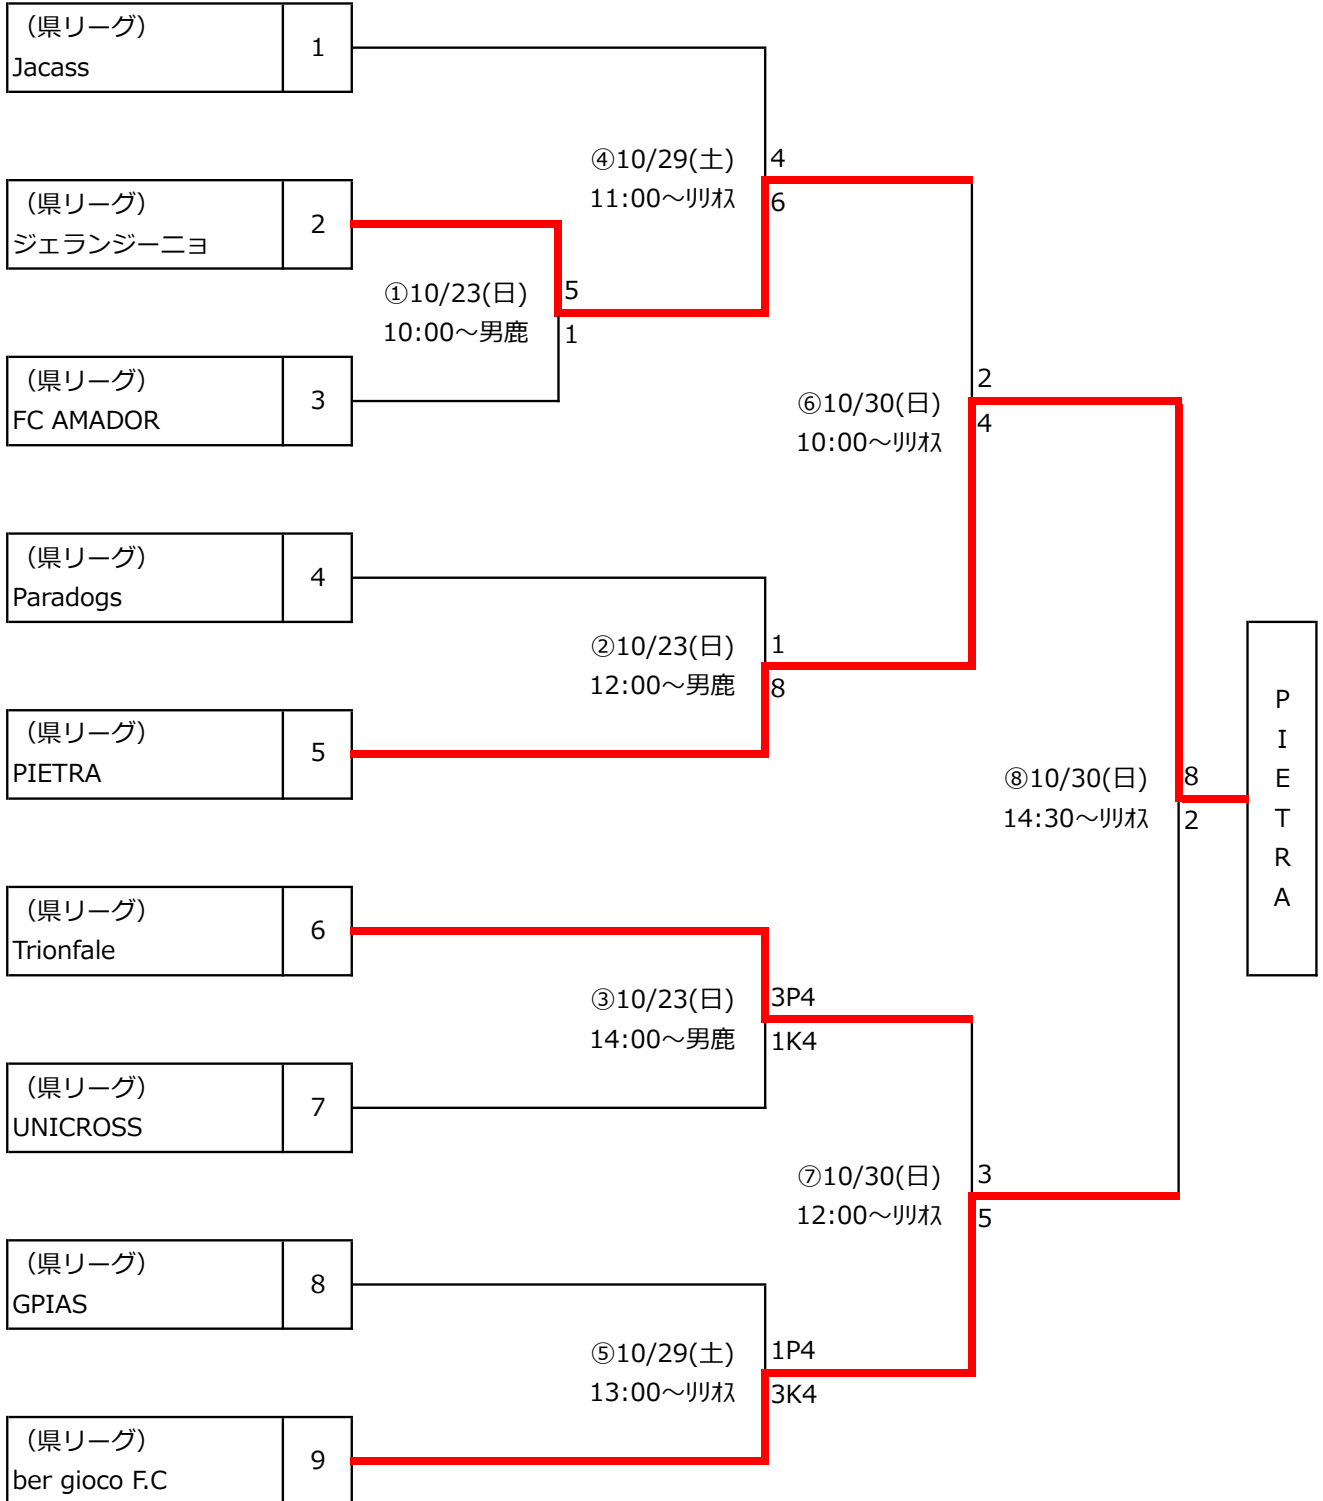 （県リーグ）
Jacass
1
④10/29(土)
11:00～ﾘﾘｵｽ
4
6
（県リーグ）
ジェランジーニョ
2
①10/23(日)
10:00～男鹿
5
1
（県リーグ）
FC AMADOR
3
⑥10/30(日)
10:00～ﾘﾘｵｽ
2
4
（県リーグ）
Paradogs
4
②10/23(日)
12:00～男鹿
1
8
（県リーグ）
PIETRA
5
⑧10/30(日)
14:30～ﾘﾘｵｽ
8
2
P
I
E
T
R
A
（県リーグ）
Trionfale
6
③10/23(日)
14:00～男鹿
3P4
1K4
（県リーグ）
UNICROSS
7
⑦10/30(日)
12:00～ﾘﾘｵｽ
3
5
（県リーグ）
GPIAS
8
⑤10/29(土)
13:00～ﾘﾘｵｽ
1P4
3K4
（県リーグ）
ber gioco F.C
9